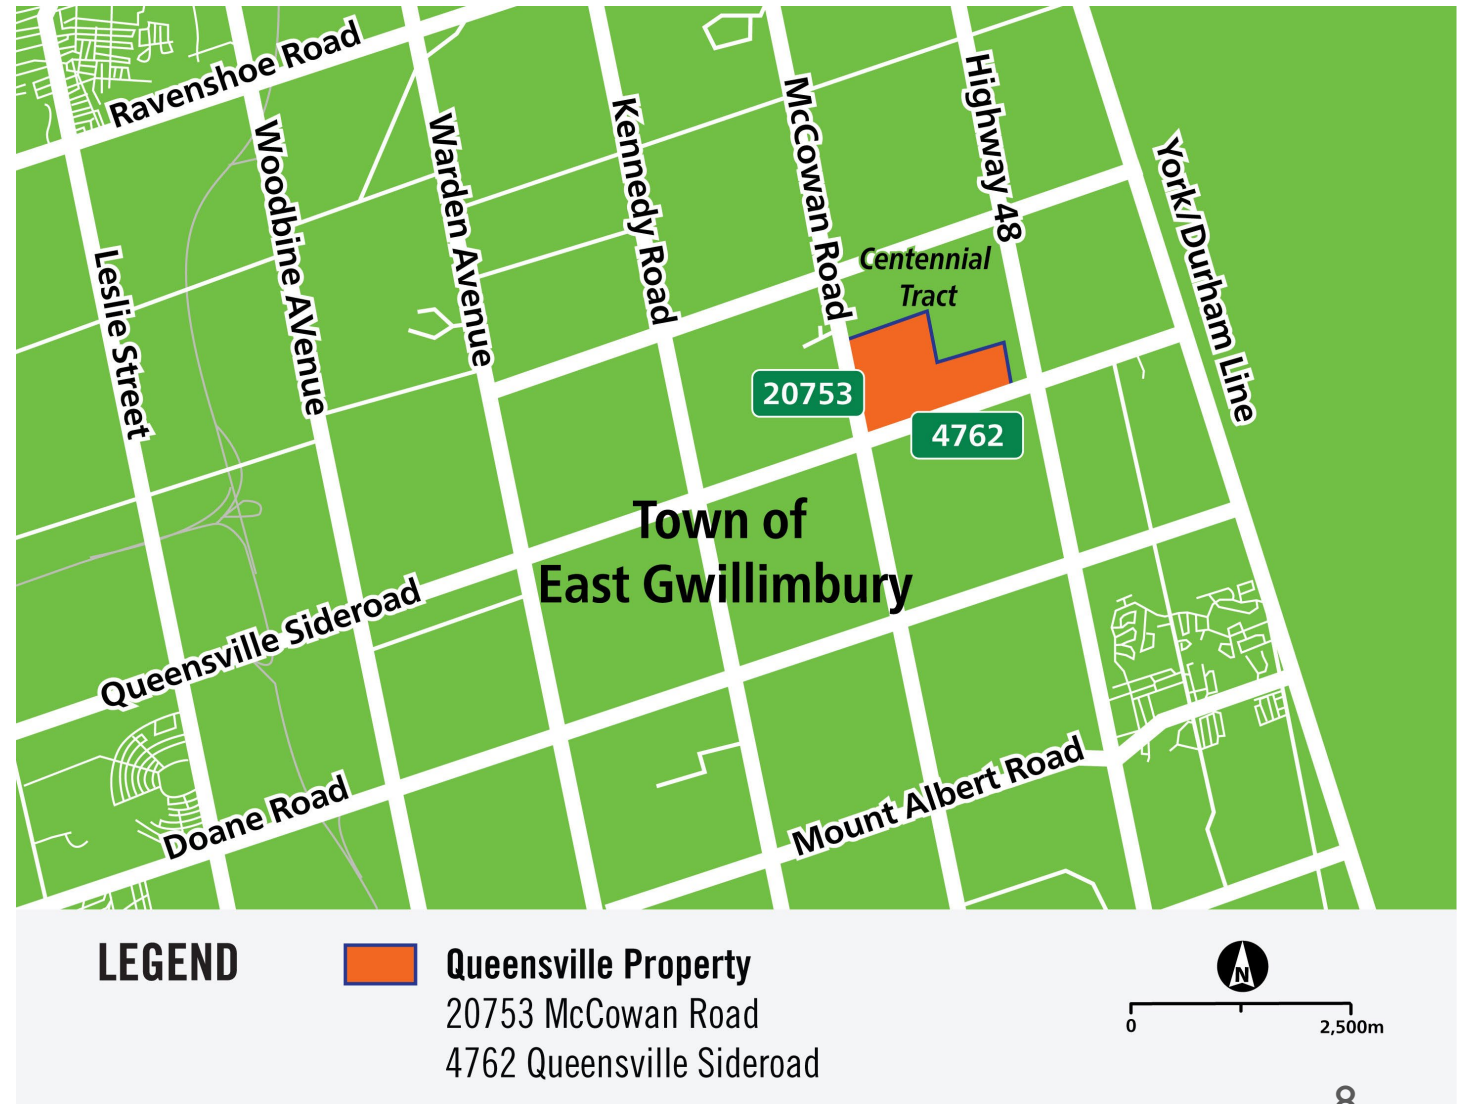 Ravenshoe Road
Leslie Street
Woodbine AVenue
Warden Avenue
Kennedy Road
McCowan Road
Highway 48
York/Durham Line
Centennial
Tract
20753
4762
Town of
East Gwillimbury
Queensville Sideroad
Doane Road
Mount Albert Road
LEGEND
Queensville Property
20753 McCowan Road
4762 Queensville Sideroad
N
0
2,500m
8